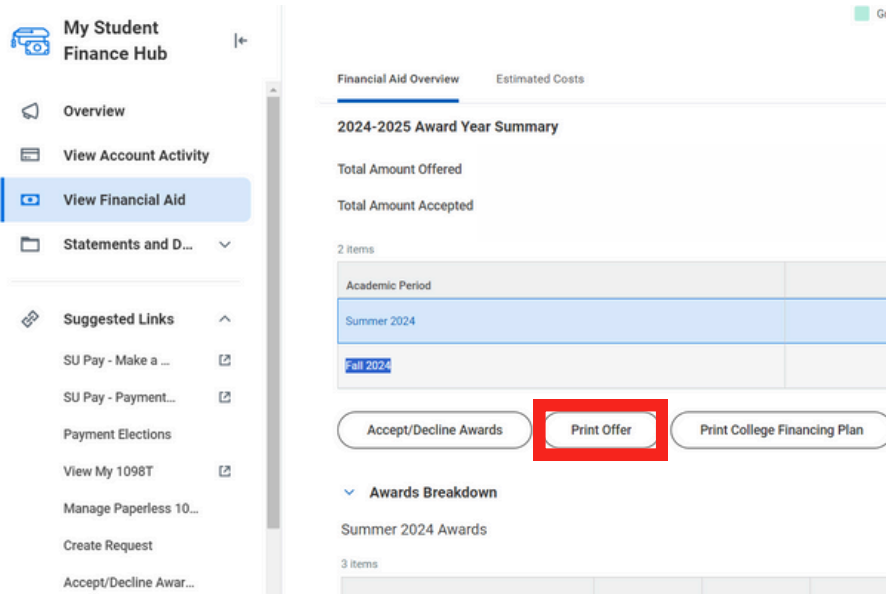 My Student
Finance Hub
Overview
View Account Activity
View Financial Aid
Statements and D...
Suggested Links
SU Pay - Make a ...
SU Pay - Payment...
Payment Elections
View My 1098T
Manage Paperless 10...
Create Request
Accept/Decline Awar...
Financial Aid Overview Estimated Costs
2024-2025 Award Year Summary
Total Amount Offered
Total Amount Accepted
2 items
Academic Period
Summer 2024
Fall 2024
Accept/Decline Awards Print Offer Print College Financing Plan
Awards Breakdown
Summer 2024 Awards
3 items